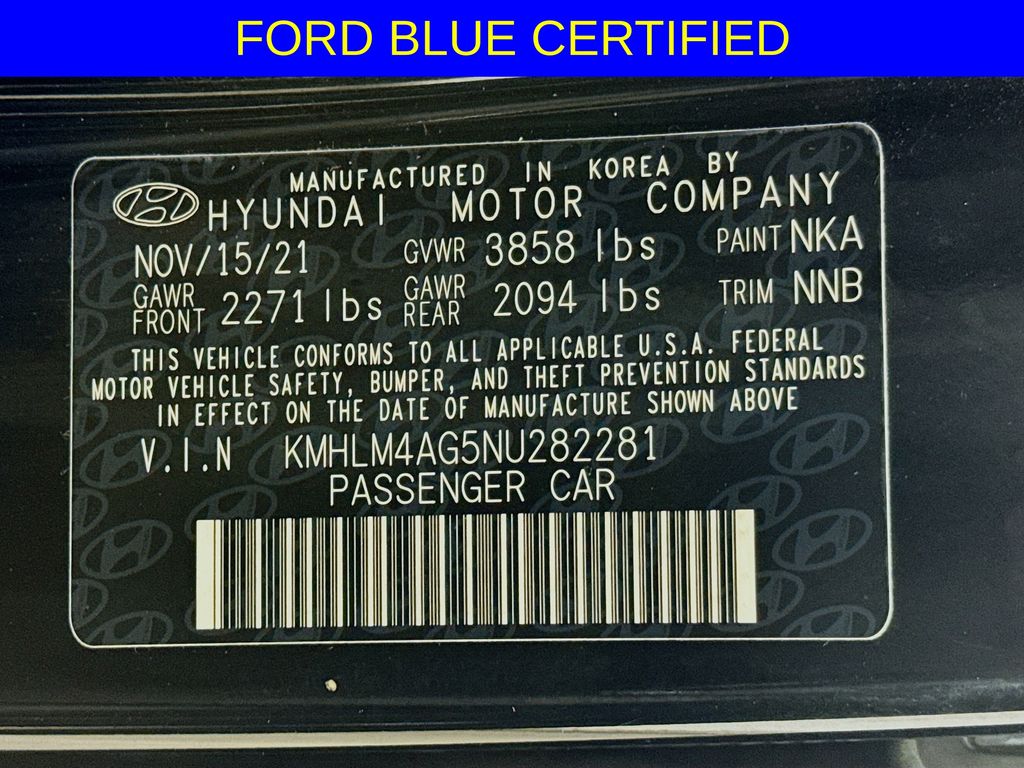 FORD BLUE CERTIFIED
MANUFACTURED IN KOREA BY
HYUNDAI MOTOR COMPANY
NOV/15/21 GVWR 3858 lbs PAINT NKA
GAWR FRONT 2271 lbs GAWR REAR 2094 lbs TRIM NNB
THIS VEHICLE CONFORMS TO ALL APPLICABLE U.S.A. FEDERAL
MOTOR VEHICLE SAFETY, BUMPER, AND THEFT PREVENTION STANDARDS
IN EFFECT ON THE DATE OF MANUFACTURE SHOWN ABOVE
V.I.N KMHLM4AG5NU282281
PASSENGER CAR